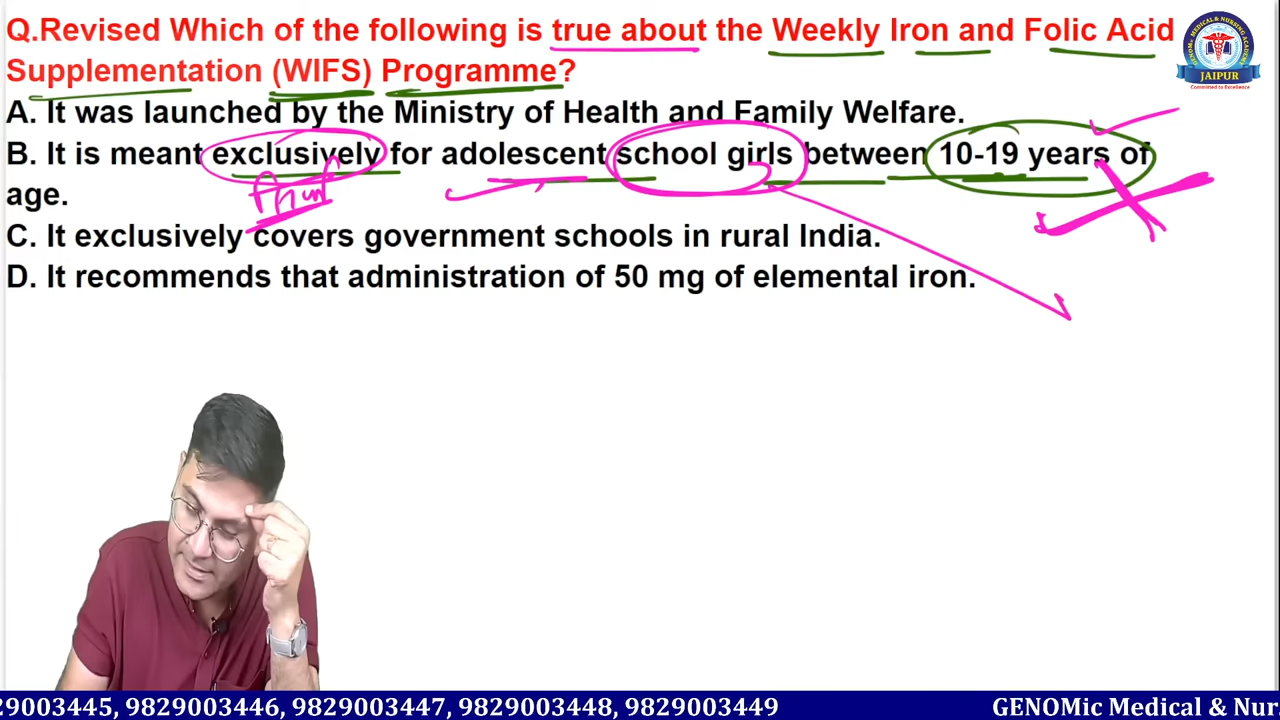 Q.Revised Which of the following is true about the Weekly Iron and Folic Acid
Supplementation (WIFS) Programme?
A. It was launched by the Ministry of Health and Family Welfare.
B. It is meant exclusively for adolescent school girls between 10-19 years of
age.
C. It exclusively covers government schools in rural India.
D. It recommends that administration of 50 mg of elemental iron.
JAIPUR
Committed to Excellence
29003445, 9829003446, 9829003447, 9829003448, 9829003449
GENOMic Medical & Nur